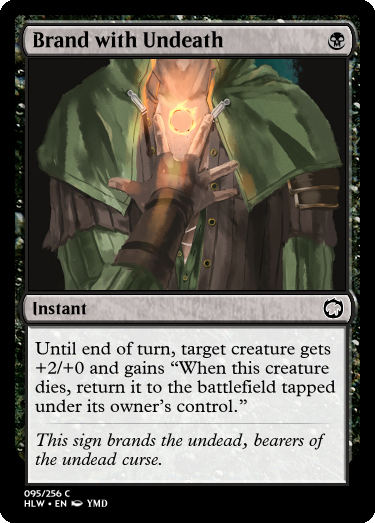 Brand with Undeath
Instant
Until end of turn, target creature gets
+2/+0 and gains “When this creature
dies, return it to the battlefield tapped
under its owner’s control.”
This sign brands the undead, bearers of
the undead curse.
095/256 C
HLW • EN YMD